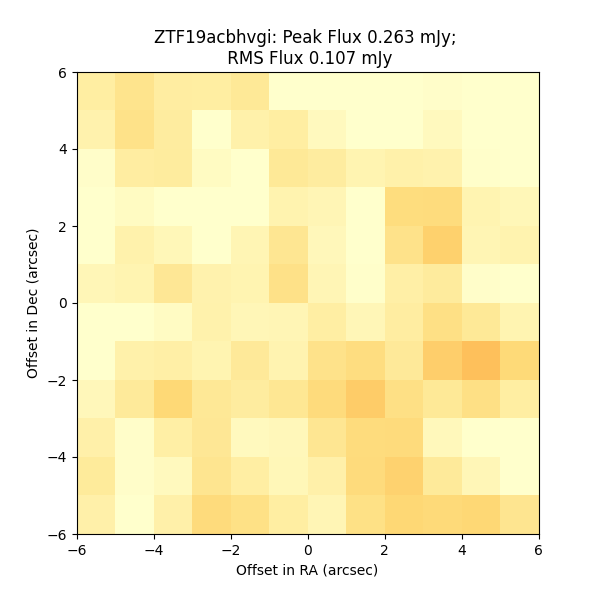 ZTF19acbhvgi: Peak Flux 0.263 mJy;
RMS Flux 0.107 mJy
6
4
2
0
−2
−4
−6
Offset in Dec (arcsec)
−6 −4 −2 0 2 4 6
Offset in RA (arcsec)